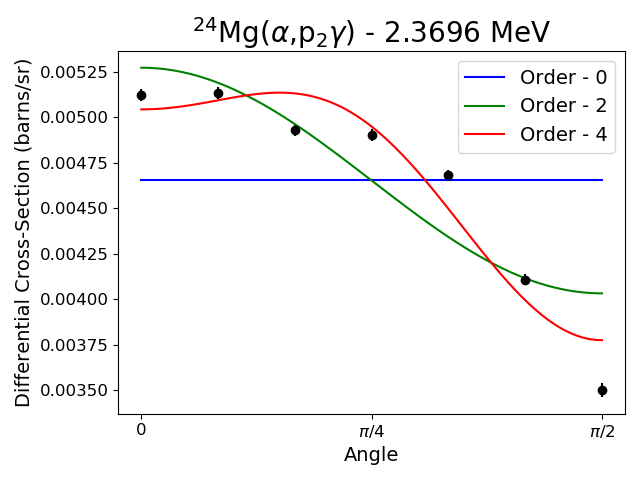 ²⁴Mg(α,p₂γ) - 2.3696 MeV
Differential Cross-Section (barns/sr)
0.00525
0.00500
0.00475
0.00450
0.00425
0.00400
0.00375
0.00350
Order - 0
Order - 2
Order - 4
0
π/4
π/2
Angle